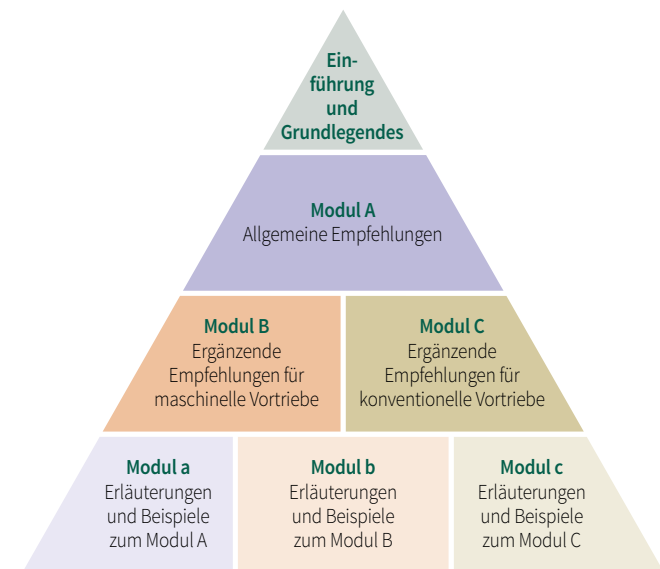 Ein-
führung
und
Grundlegendes
Modul A
Allgemeine Empfehlungen
Modul B
Ergänzende
Empfehlungen für
maschinelle Vortriebe
Modul C
Ergänzende
Empfehlungen für
konventionelle Vortriebe
Modul a
Erläuterungen
und Beispiele
zum Modul A
Modul b
Erläuterungen
und Beispiele
zum Modul B
Modul c
Erläuterungen
und Beispiele
zum Modul C